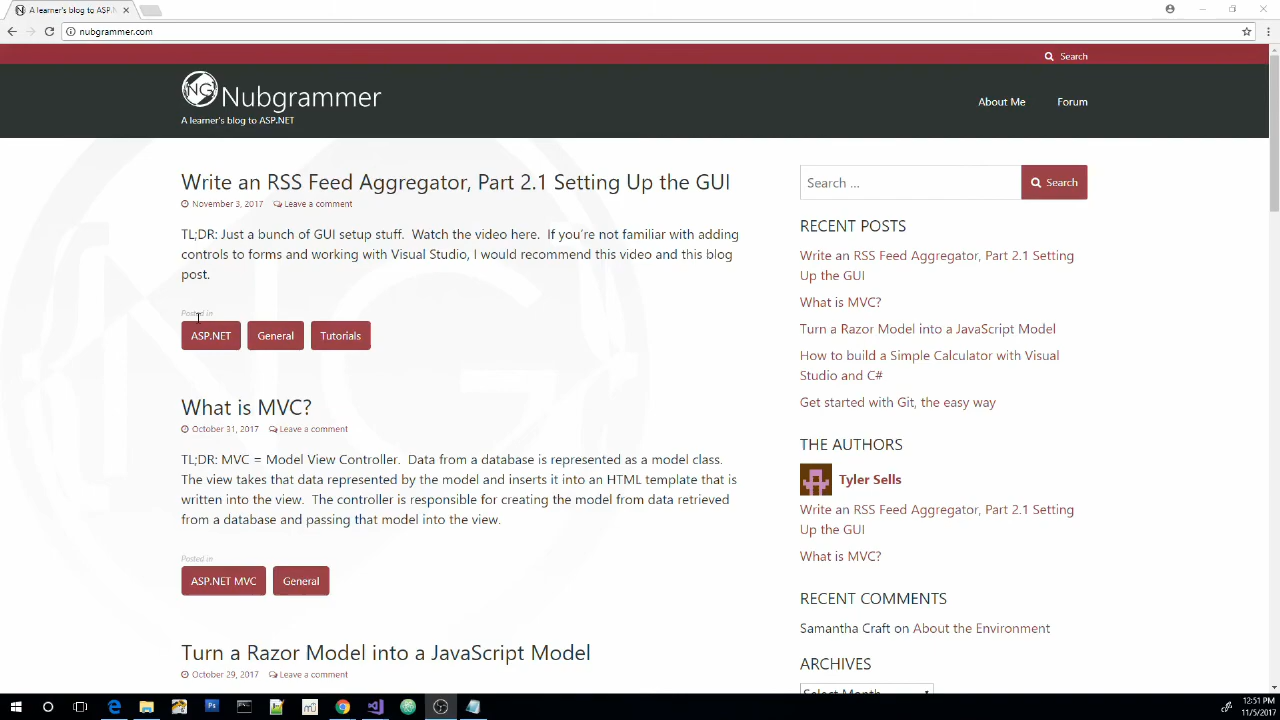 A learner's blog to ASP.N
nubgrammer.com
Search
NG Nubgrammer
A learner's blog to ASP.NET
About Me
Forum
Write an RSS Feed Aggregator, Part 2.1 Setting Up the GUI
November 3, 2017 Leave a comment
TL;DR: Just a bunch of GUI setup stuff. Watch the video here. If you're not familiar with adding
controls to forms and working with Visual Studio, I would recommend this video and this blog
post.
Posted in
ASP.NET General Tutorials
What is MVC?
October 31, 2017 Leave a comment
TL;DR: MVC = Model View Controller. Data from a database is represented as a model class.
The view takes that data represented by the model and inserts it into an HTML template that is
written into the view. The controller is responsible for creating the model from data retrieved
from a database and passing that model into the view.
Posted in
ASP.NET MVC General
Turn a Razor Model into a JavaScript Model
October 29, 2017 Leave a comment
Search ... Search
RECENT POSTS
Write an RSS Feed Aggregator, Part 2.1 Setting
Up the GUI
What is MVC?
Turn a Razor Model into a JavaScript Model
How to build a Simple Calculator with Visual
Studio and C#
Get started with Git, the easy way
THE AUTHORS
Tyler Sells
Write an RSS Feed Aggregator, Part 2.1 Setting
Up the GUI
What is MVC?
RECENT COMMENTS
Samantha Craft on About the Environment
ARCHIVES
Select Month
12:51 PM
11/5/2017